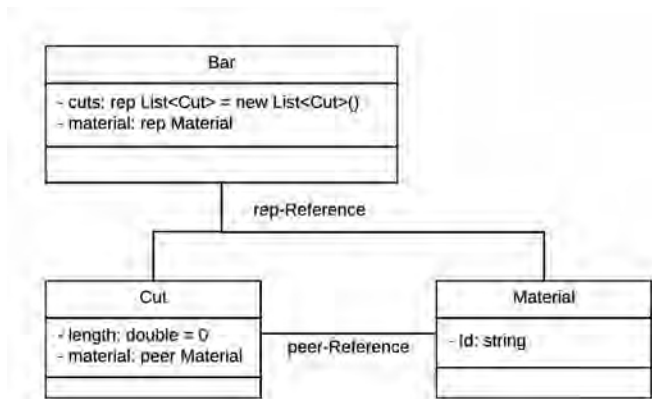 Bar
- cuts: rep List<Cut> = new List<Cut>()
- material: rep Material
rep-Reference
Cut
- length: double = 0
- material: peer Material
peer-Reference
Material
- Id: string